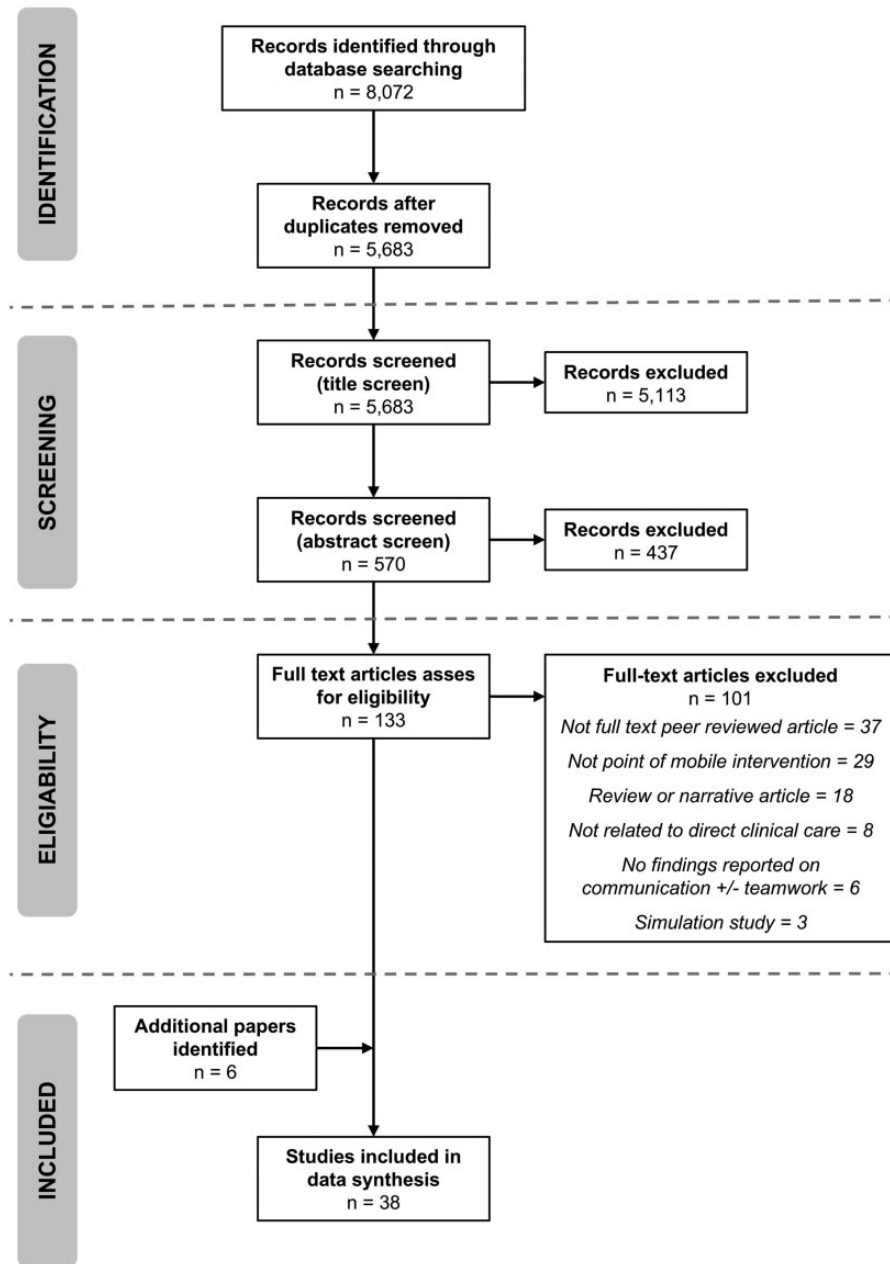 IDENTIFICATION
Records identified through
database searching
n = 8,072
Records after
duplicates removed
n = 5,683
SCREENING
Records screened
(title screen)
n = 5,683
Records excluded
n = 5,113
Records screened
(abstract screen)
n = 570
Records excluded
n = 437
ELIGIABILITY
Full text articles asses
for eligibility
n = 133
Full-text articles excluded
n = 101
Not full text peer reviewed article = 37
Not point of mobile intervention = 29
Review or narrative article = 18
Not related to direct clinical care = 8
No findings reported on
communication +/- teamwork = 6
Simulation study = 3
INCLUDED
Additional papers
identified
n = 6
Studies included in
data synthesis
n = 38